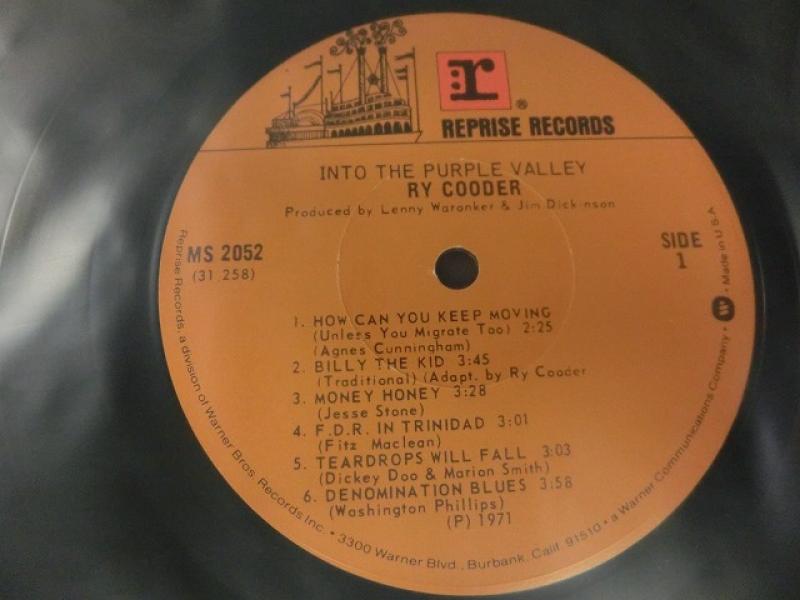 r
®
REPRISE RECORDS
INTO THE PURPLE VALLEY
RY COODER
Produced by Lenny Waronker & Jim Dickinson
MS 2052
(31,258)
SIDE
1
1. HOW CAN YOU KEEP MOVING
(Unless You Migrate Too) 2:25
(Agnes Cunningham)
2. BILLY THE KID 3:45
(Traditional) (Adapt. by Ry Cooder
3. MONEY HONEY 3:28
(Jesse Stone)
4. F.D.R. IN TRINIDAD 3:01
(Fitz Maclean)
5. TEARDROPS WILL FALL 3:03
(Dickey Doo & Marion Smith)
6. DENOMINATION BLUES 3:58
(Washington Phillips)
(P) 1971
Reprise Records, a division of Warner Bros. Records Inc. • 3300 Warner Blvd., Burbank, Calif. 91510 • a Warner Communications Company • W • Made in U.S.A.